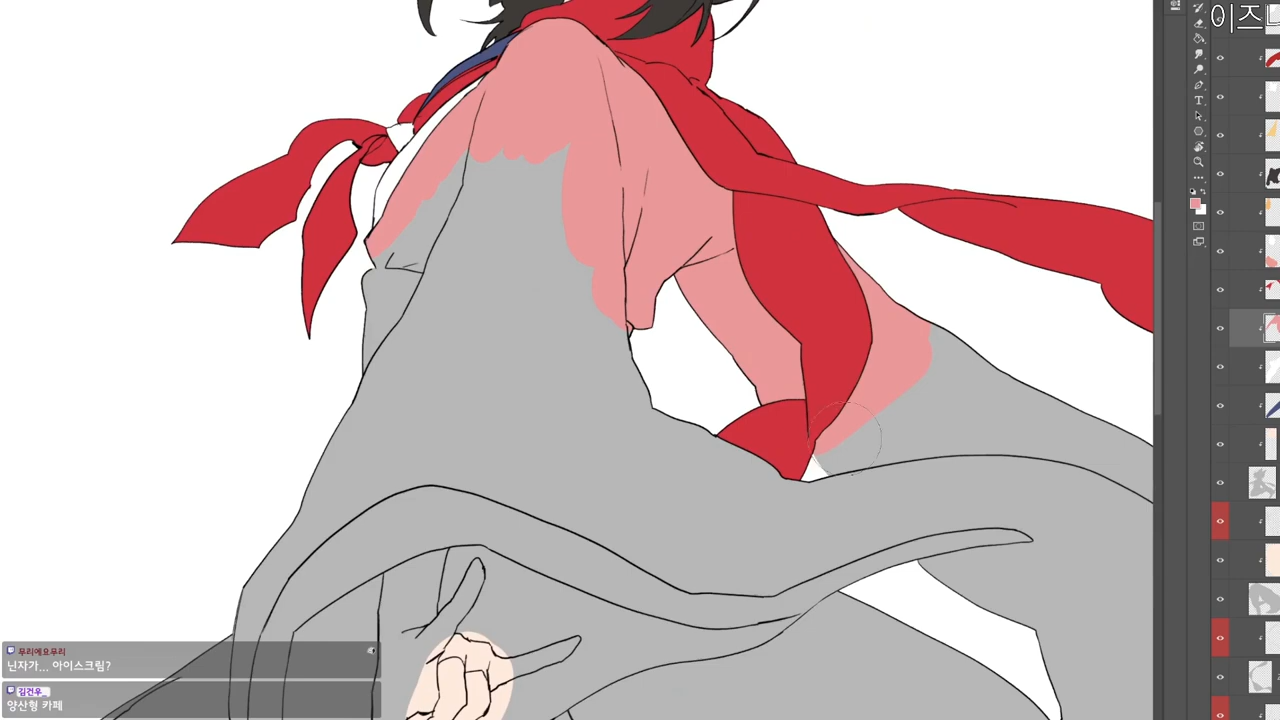 이즈
무리에요무리
닌자가... 아이스크림?
김건우_
양산형 카페